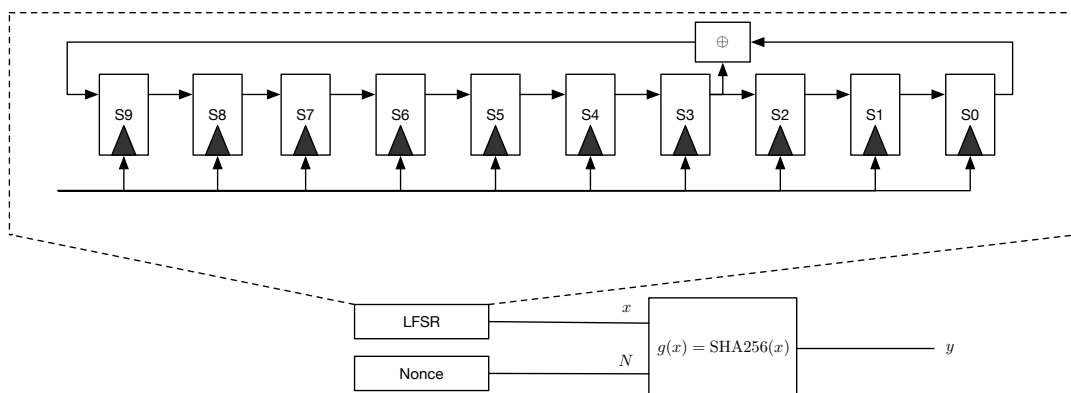 ⊕
S9 S8 S7 S6 S5 S4 S3 S2 S1 S0
LFSR x
g(x) = SHA256(x) y
Nonce N